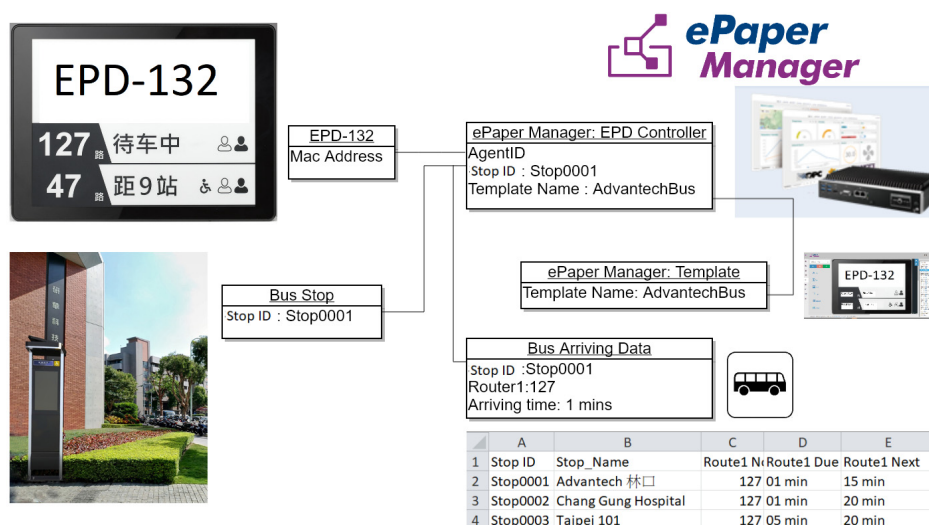 ePaper
Manager
EPD-132
127 路 待车中
47 路 距9站
EPD-132
Mac Address
ePaper Manager: EPD Controller
AgentID
Stop ID : Stop0001
Template Name : AdvantechBus
ePaper Manager: Template
Template Name: AdvantechBus
EPD-132
Bus Stop
Stop ID : Stop0001
Bus Arriving Data
Stop ID :Stop0001
Router1:127
Arriving time: 1 mins
A B C D E
1 Stop ID Stop_Name Route1 N Route1 Due Route1 Next
2 Stop0001 Advantech 林口 127 01 min 15 min
3 Stop0002 Chang Gung Hospital 127 01 min 20 min
4 Stop0003 Taipei 101 127 05 min 20 min